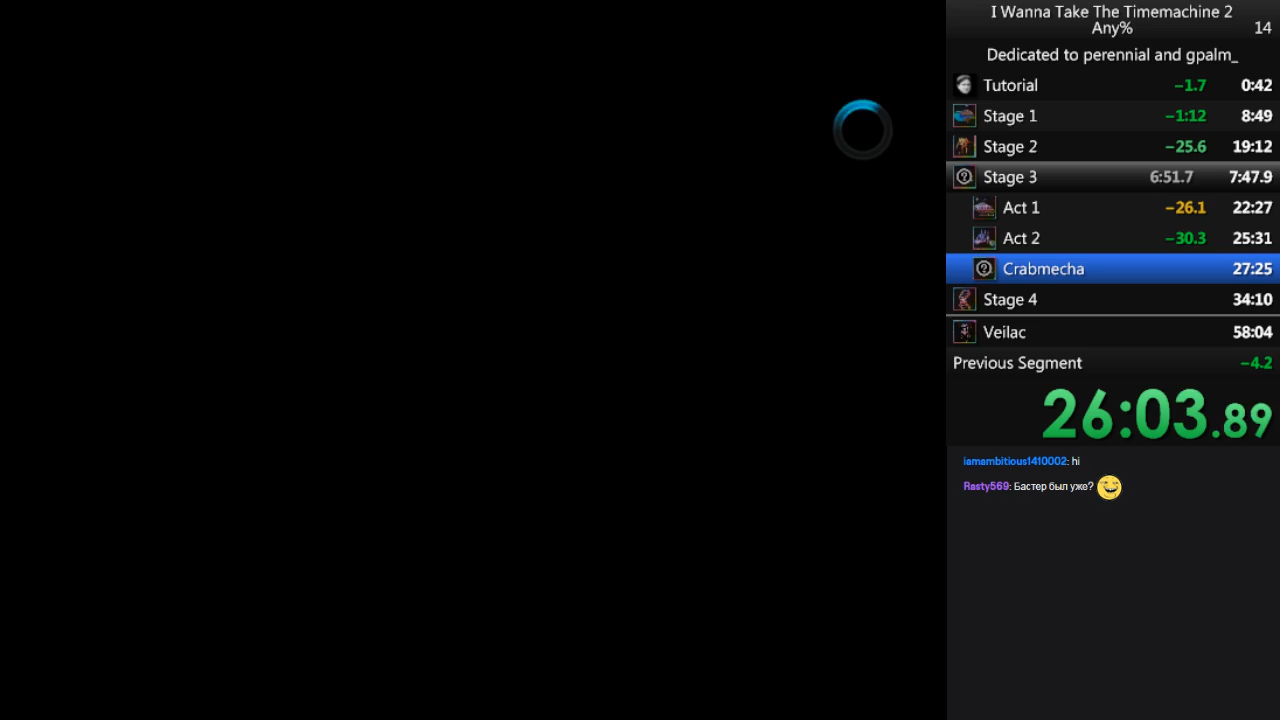 I Wanna Take The Timemachine 2
Any% 14
Dedicated to perennial and gpalm_
Tutorial −1.7 0:42
Stage 1 −1:12 8:49
Stage 2 −25.6 19:12
Stage 3 6:51.7 7:47.9
Act 1 −26.1 22:27
Act 2 −30.3 25:31
Crabmecha 27:25
Stage 4 34:10
Veilac 58:04
Previous Segment −4.2
26:03.89
iamambitious1410002: hi
Rasty569: Бастер был уже?